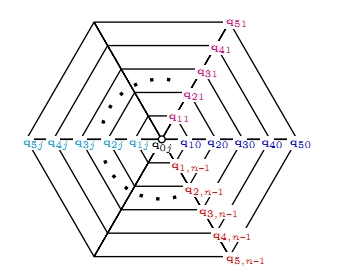 q₅₁
q₄₁
q₃₁
q₂₁
q₁₁
q₅ⱼ q₄ⱼ q₃ⱼ q₂ⱼ q₁ⱼ q₀ⱼ q₁₀ q₂₀ q₃₀ q₄₀ q₅₀
q₁,ₙ₋₁
q₂,ₙ₋₁
q₃,ₙ₋₁
q₄,ₙ₋₁
q₅,ₙ₋₁